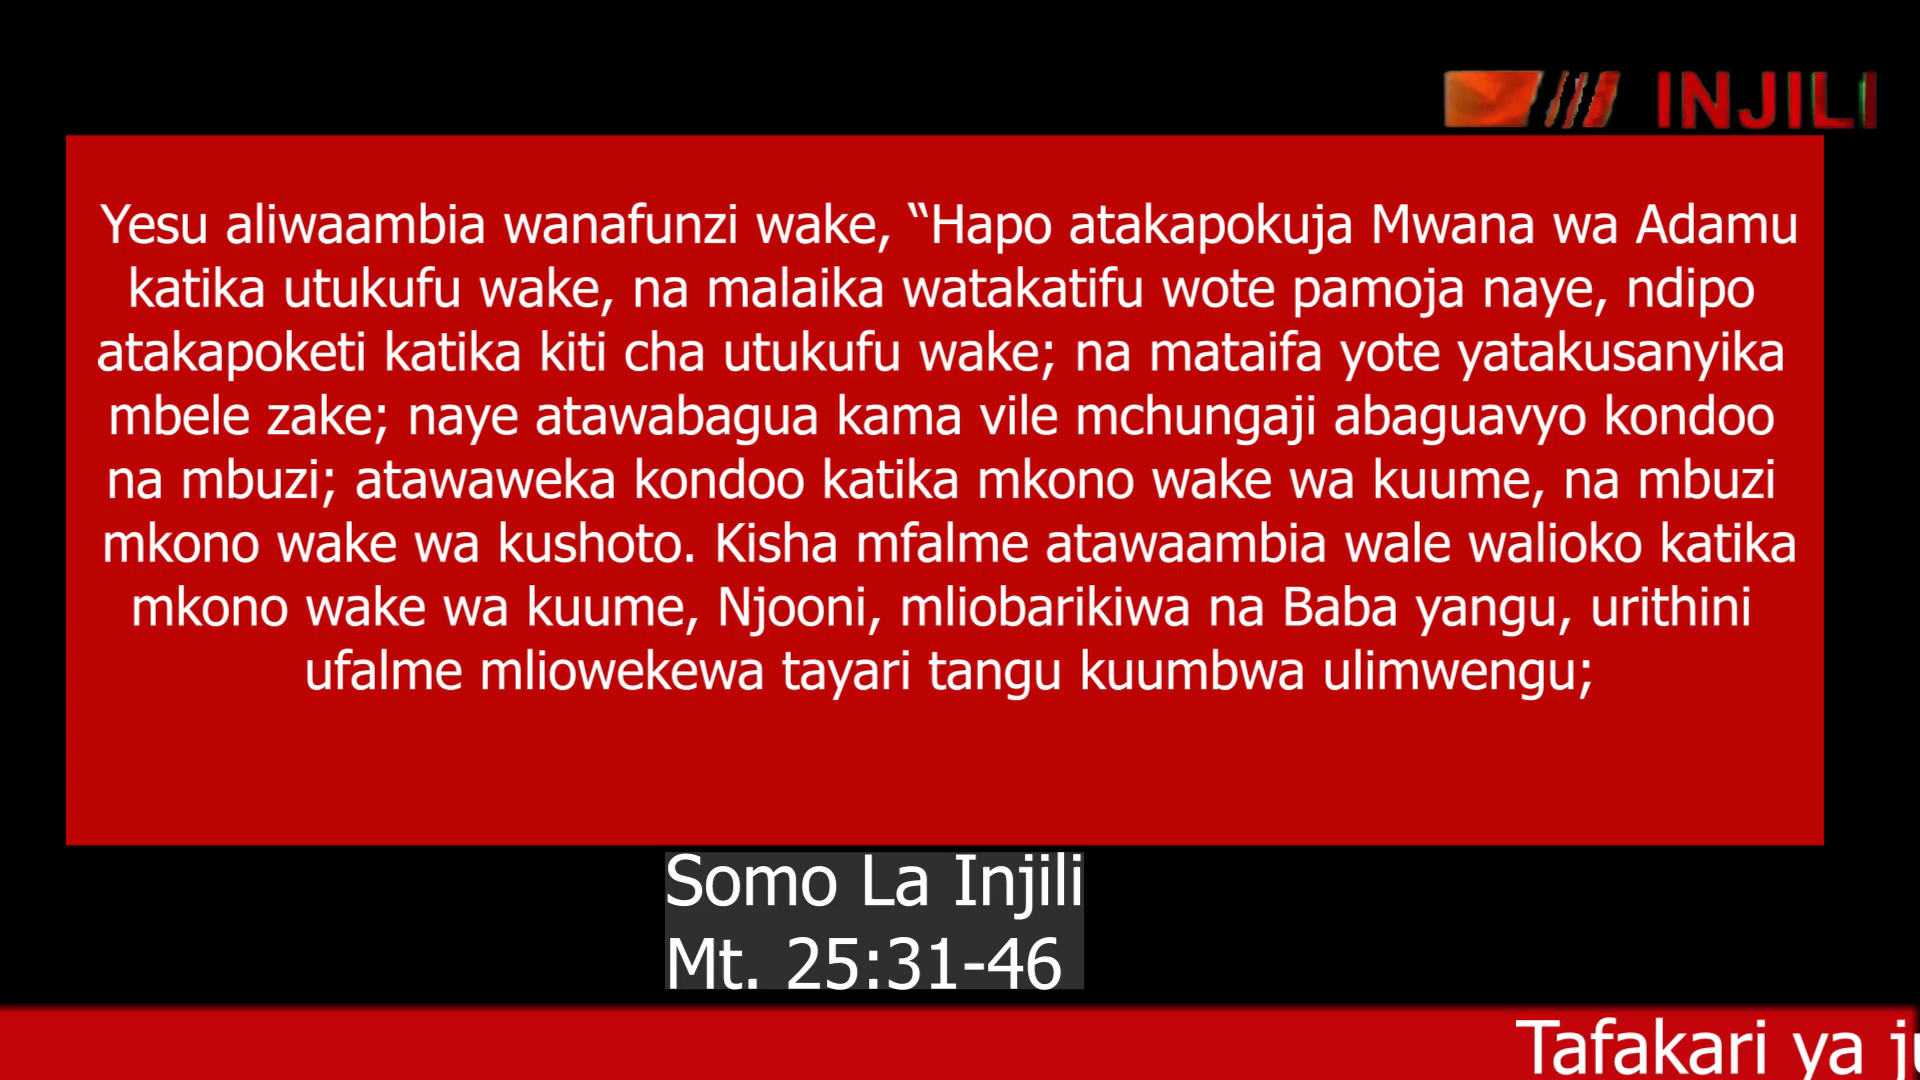 INJILI
Yesu aliwaambia wanafunzi wake, “Hapo atakapokuja Mwana wa Adamu
katika utukufu wake, na malaika watakatifu wote pamoja naye, ndipo
atakapoketi katika kiti cha utukufu wake; na mataifa yote yatakusanyika
mbele zake; naye atawabagua kama vile mchungaji abaguavyo kondoo
na mbuzi; atawaweka kondoo katika mkono wake wa kuume, na mbuzi
mkono wake wa kushoto. Kisha mfalme atawaambia wale walioko katika
mkono wake wa kuume, Njooni, mliobarikiwa na Baba yangu, urithini
ufalme mliowekewa tayari tangu kuumbwa ulimwengu;
Somo La Injili
Mt. 25:31-46
Tafakari ya